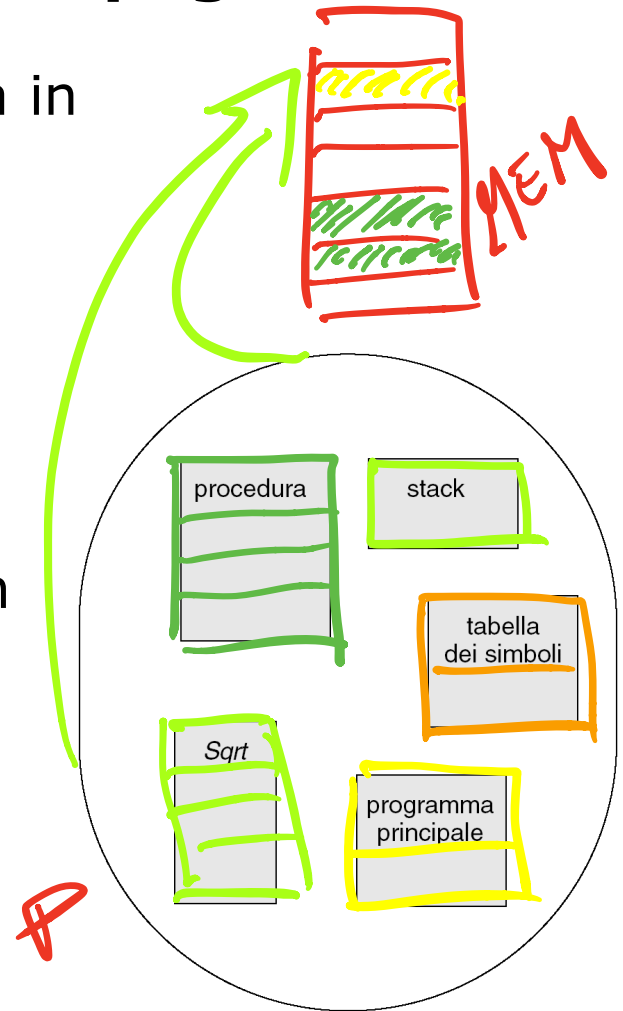 n in
MEM
procedura
stack
n
tabella
dei simboli
Sqrt
programma
principale
P